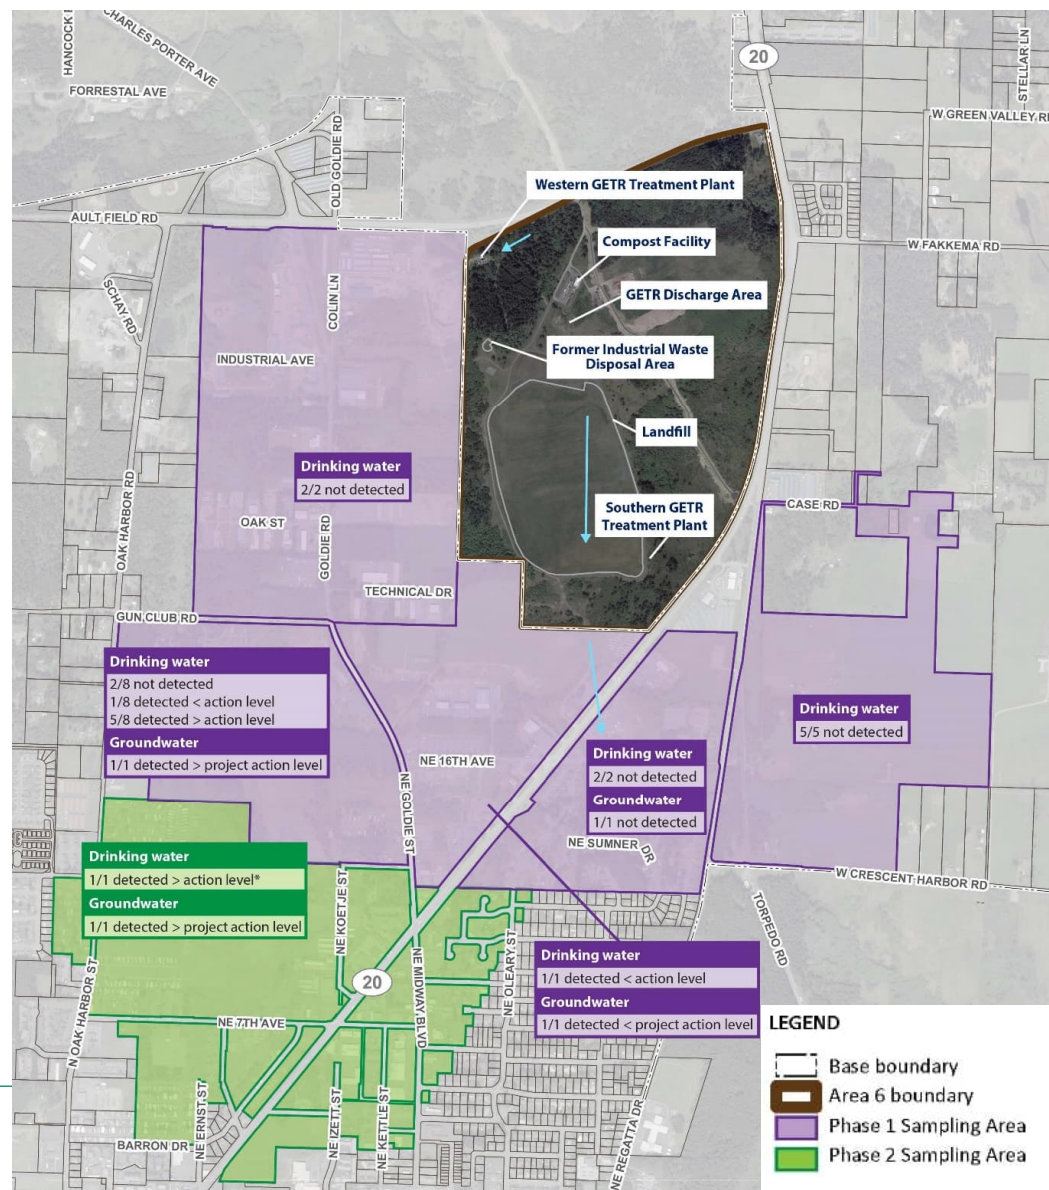 HANCOCK
CHARLES PORTER AVE
FORRESTAL AVE
OLD GOLDIE RD
20
STELLAR LN
W GREEN VALLEY RD
AULT FIELD RD
W FAKKEMA RD
Western GETR Treatment Plant
Compost Facility
GETR Discharge Area
Former Industrial Waste
Disposal Area
Landfill
Southern GETR
Treatment Plant
SCHAY RD
COLIN LN
INDUSTRIAL AVE
Drinking water
2/2 not detected
OAK ST
GOLDIE RD
OAK HARBOR RD
TECHNICAL DR
GUN CLUB RD
CASE RD
Drinking water
2/8 not detected
1/8 detected < action level
5/8 detected > action level
Groundwater
1/1 detected > project action level
Drinking water
5/5 not detected
NE 16TH AVE
NE GOLDIE ST
Drinking water
2/2 not detected
Groundwater
1/1 not detected
NE SUMNER DR
W CRESCENT HARBOR RD
TORPEDO RD
Drinking water
1/1 detected > action level*
Groundwater
1/1 detected > project action level
NE KOETJE ST
NE MIDWAY BLVD
NE OLEARY ST
Drinking water
1/1 detected < action level
Groundwater
1/1 detected < project action level
20
N OAK HARBOR ST
NE 7TH AVE
NE ERNST ST
NE IZETT ST
NE KETTLE ST
NE REGATTA DR
BARRON DR
LEGEND
Base boundary
Area 6 boundary
Phase 1 Sampling Area
Phase 2 Sampling Area